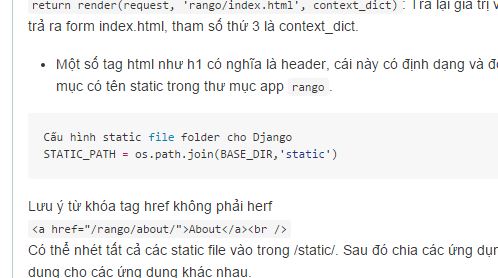 return render(request, 'rango/index.html', context_dict) : Trả lại giá trị
trả ra form index.html, tham số thứ 3 là context_dict.
• Một số tag html như h1 có nghĩa là header, cái này có định dạng và
mục có tên static trong thư mục app rango .
Cấu hình static file folder cho Django
STATIC_PATH = os.path.join(BASE_DIR,'static')
Lưu ý từ khóa tag href không phải herf
<a href="/rango/about/">About</a><br />
Có thể nhét tất cả các static file vào trong /static/. Sau đó chia các ứng
dụng cho các ứng dụng khác nhau.